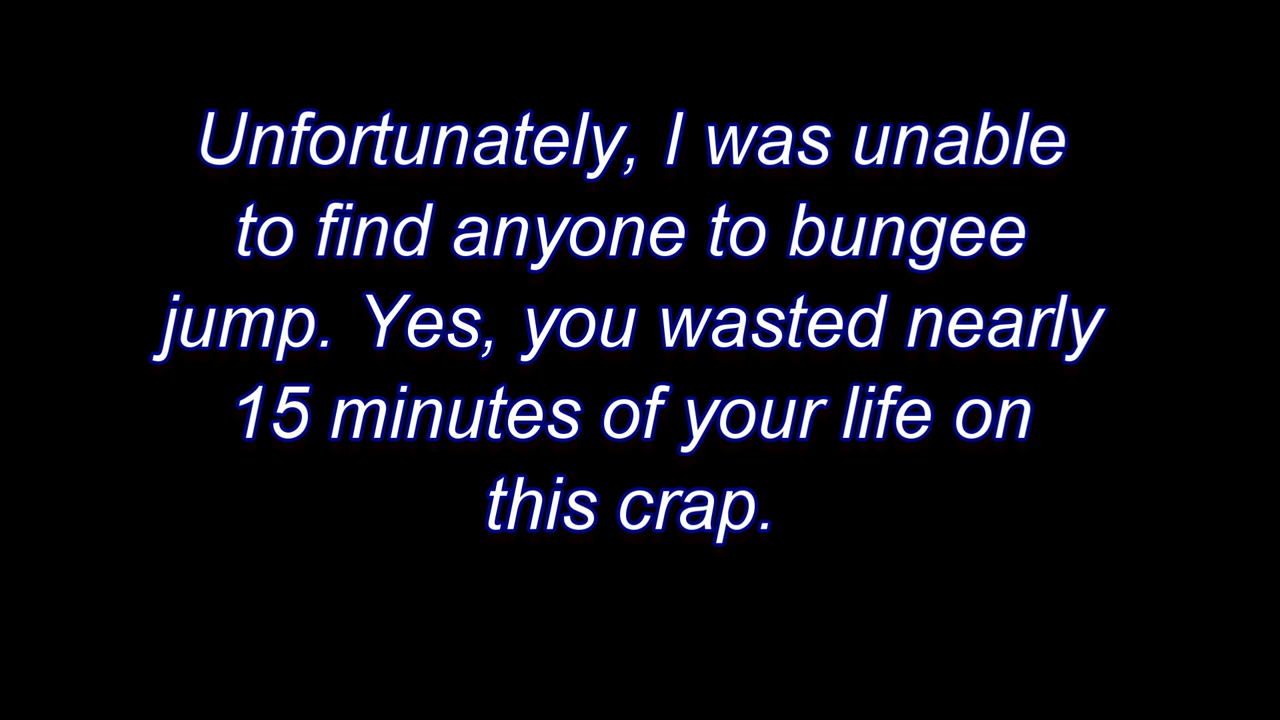 Unfortunately, I was unable
to find anyone to bungee
jump. Yes, you wasted nearly
15 minutes of your life on
this crap.